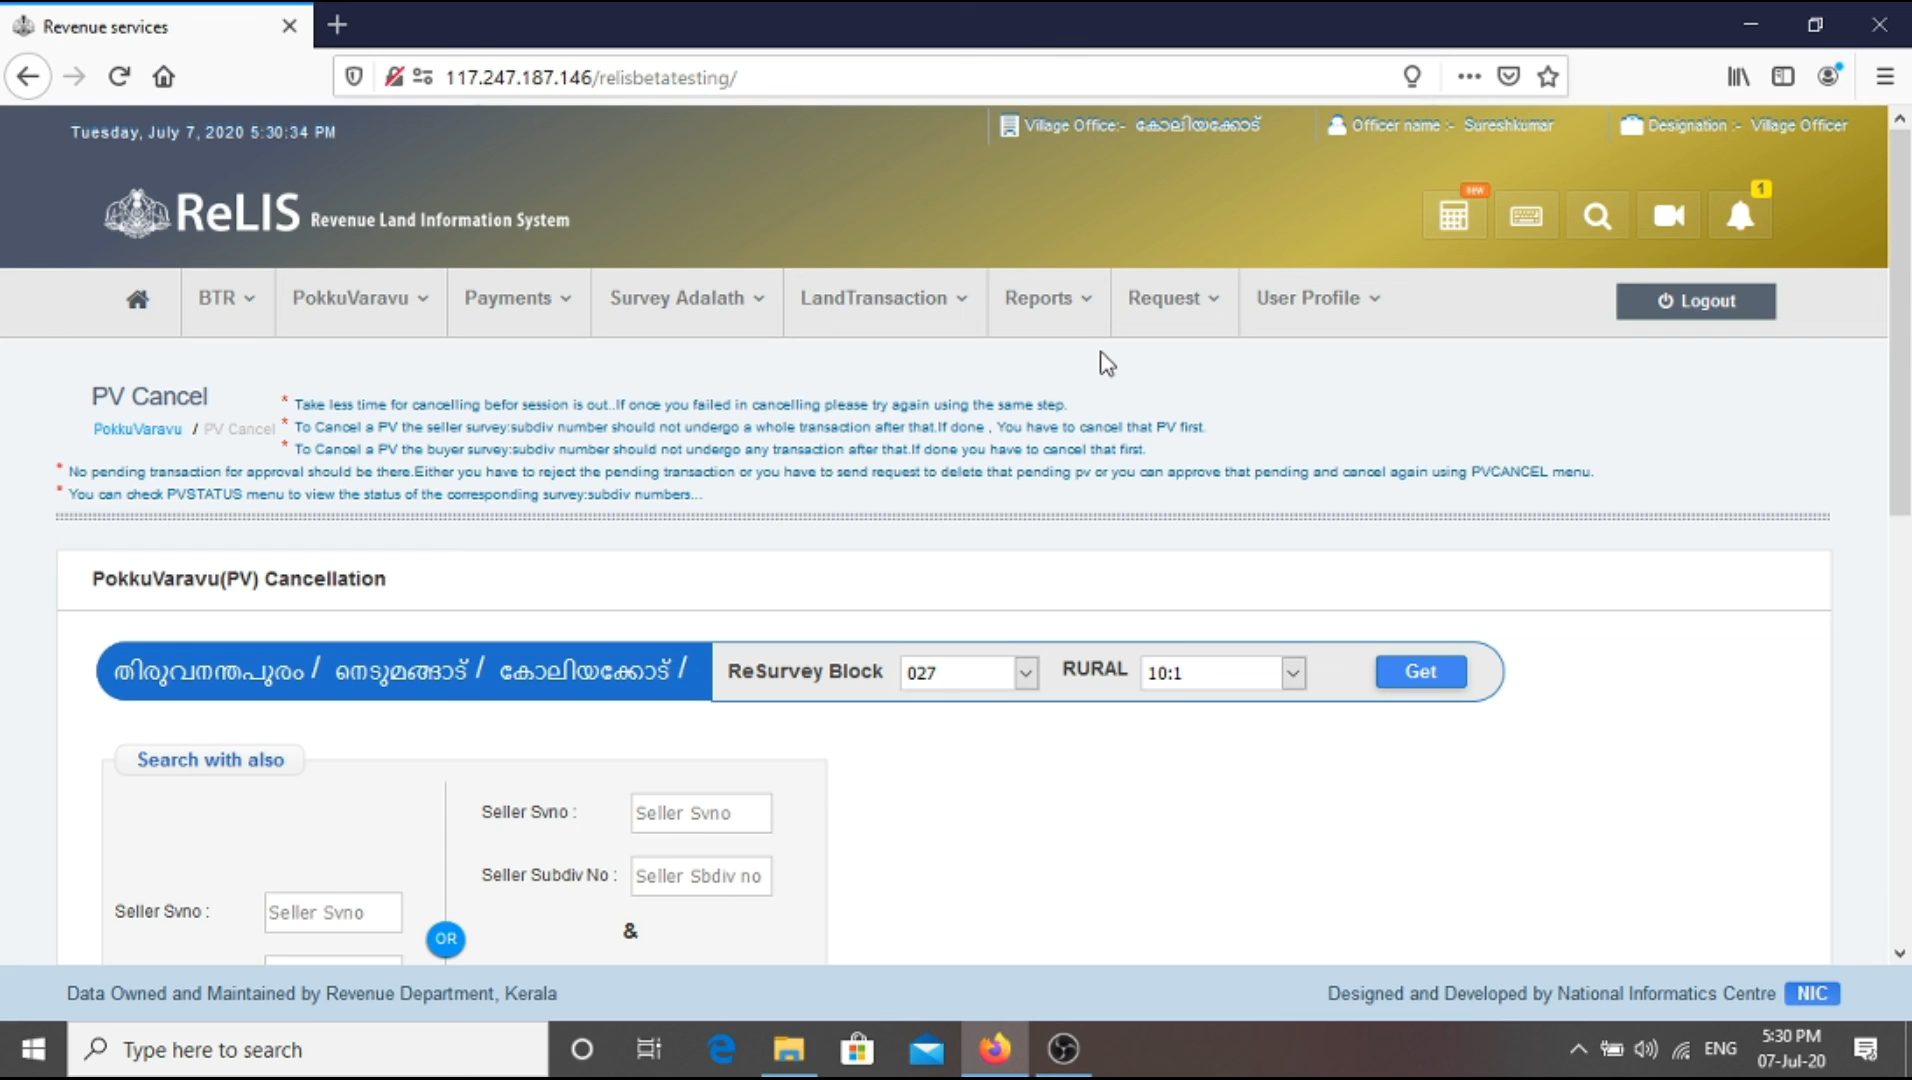 Revenue services
117.247.187.146/relisbetatesting/
Tuesday, July 7, 2020 5:30:34 PM
Village Office:- കോലിയക്കോട്
Officer name :- Sureshkumar
Designation :- Village Officer
new
1
ReLIS Revenue Land Information System
BTR PokkuVaravu Payments Survey Adalath LandTransaction Reports Request User Profile Logout
PV Cancel
PokkuVaravu / PV Cancel
* Take less time for cancelling befor session is out..If once you failed in cancelling please try again using the same step.
* To Cancel a PV the seller survey:subdiv number should not undergo a whole transaction after that.If done , You have to cancel that PV first.
* To Cancel a PV the buyer survey:subdiv number should not undergo any transaction after that.If done you have to cancel that first.
* No pending transaction for approval should be there.Either you have to reject the pending transaction or you have to send request to delete that pending pv or you can approve that pending and cancel again using PVCANCEL menu.
* You can check PVSTATUS menu to view the status of the corresponding survey:subdiv numbers...
PokkuVaravu(PV) Cancellation
തിരുവനന്തപുരം / നെടുമങ്ങാട് / കോലിയക്കോട് / ReSurvey Block 027 RURAL 10:1 Get
Search with also
Seller Svno : Seller Svno
Seller Subdiv No : Seller Sbdiv no
Seller Svno : Seller Svno
OR
&
Data Owned and Maintained by Revenue Department, Kerala
Designed and Developed by National Informatics Centre NIC
Type here to search
ENG
5:30 PM
07-Jul-20